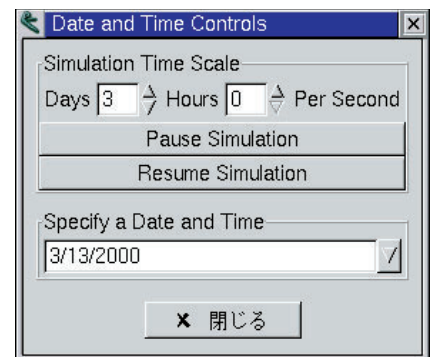 Date and Time Controls
Simulation Time Scale
Days 3 Hours 0 Per Second
Pause Simulation
Resume Simulation
Specify a Date and Time
3/13/2000
閉じる